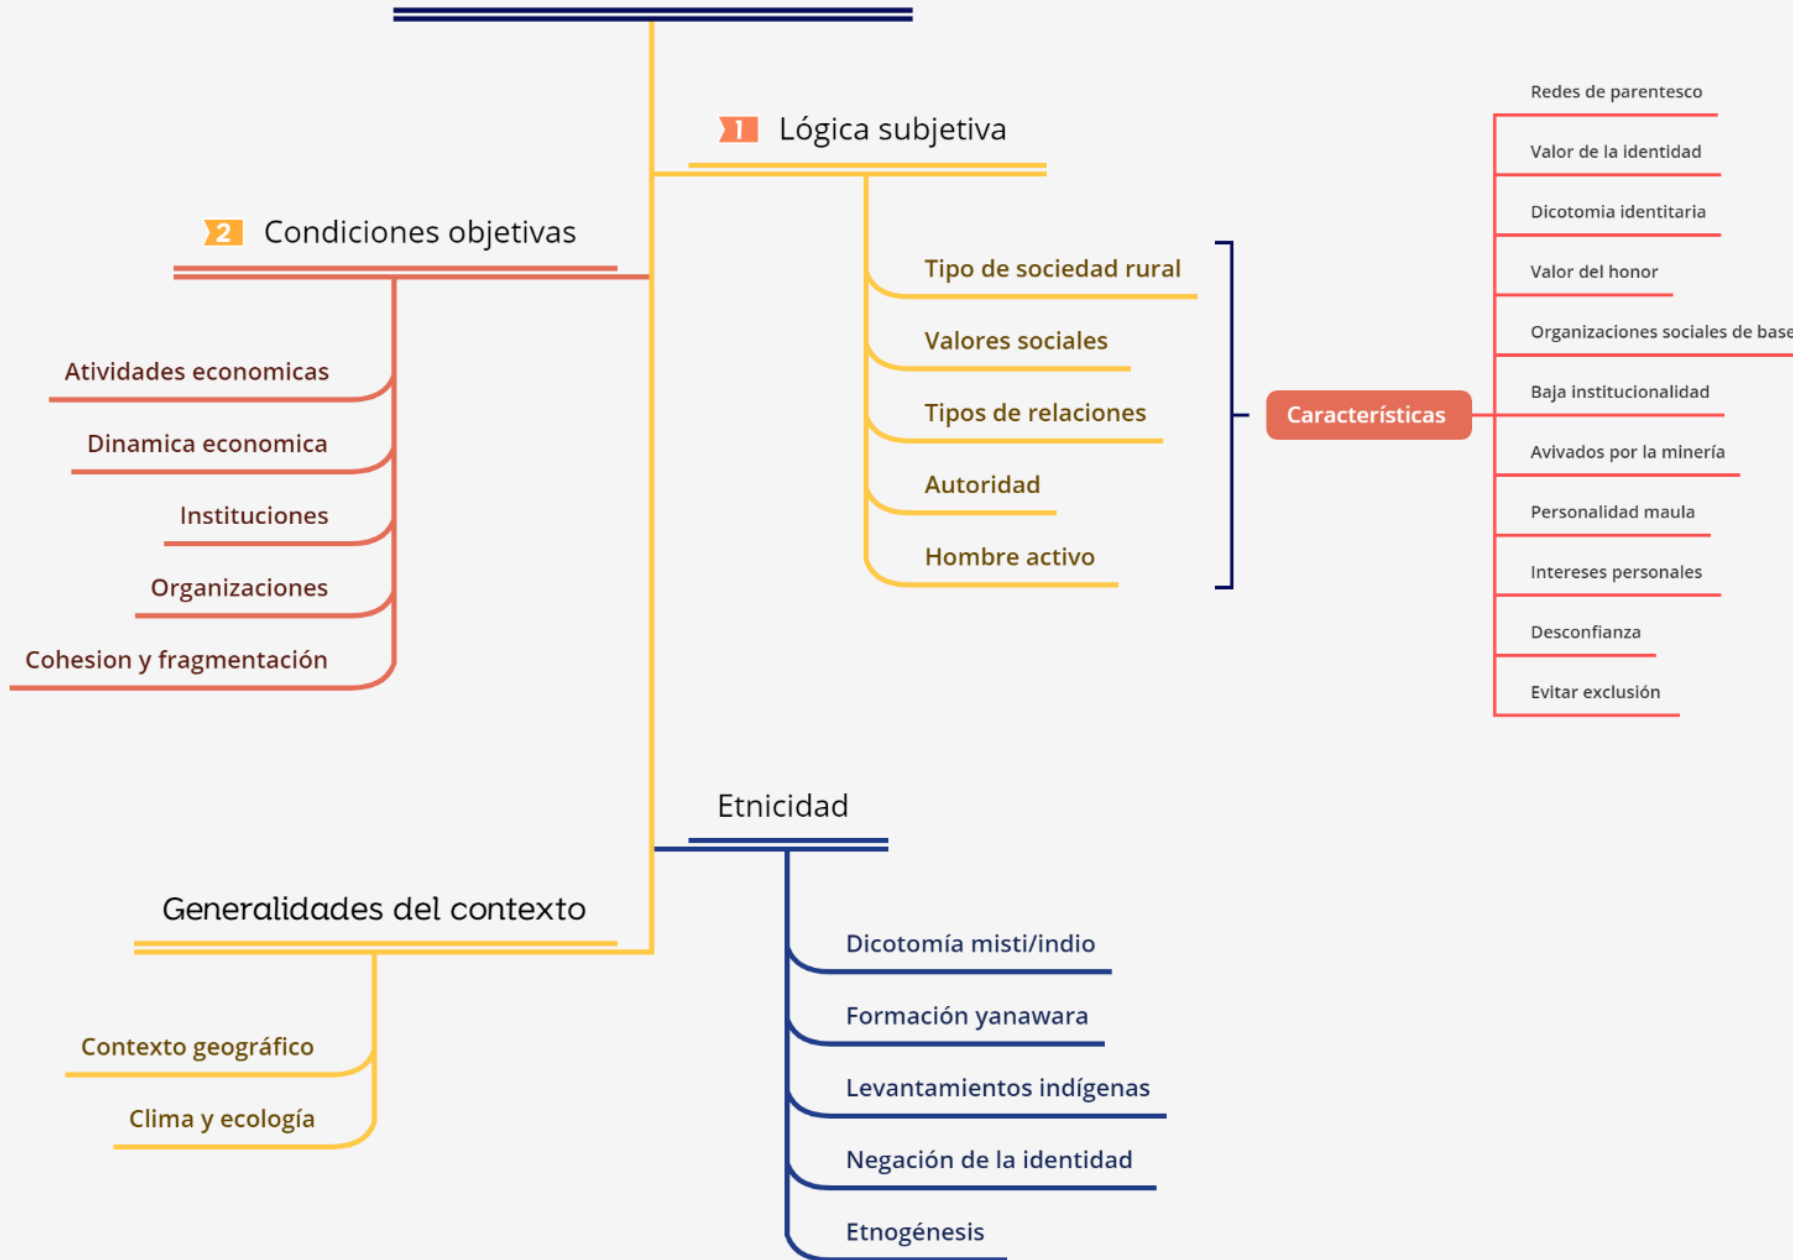 1 Lógica subjetiva
Tipo de sociedad rural
Valores sociales
Tipos de relaciones
Autoridad
Hombre activo
Características
Redes de parentesco
Valor de la identidad
Dicotomia identitaria
Valor del honor
Organizaciones sociales de base
Baja institucionalidad
Avivados por la minería
Personalidad maula
Intereses personales
Desconfianza
Evitar exclusión
2 Condiciones objetivas
Atividades economicas
Dinamica economica
Instituciones
Organizaciones
Cohesion y fragmentación
Etnicidad
Dicotomía misti/indio
Formación yanawara
Levantamientos indígenas
Negación de la identidad
Etnogénesis
Generalidades del contexto
Contexto geográfico
Clima y ecología